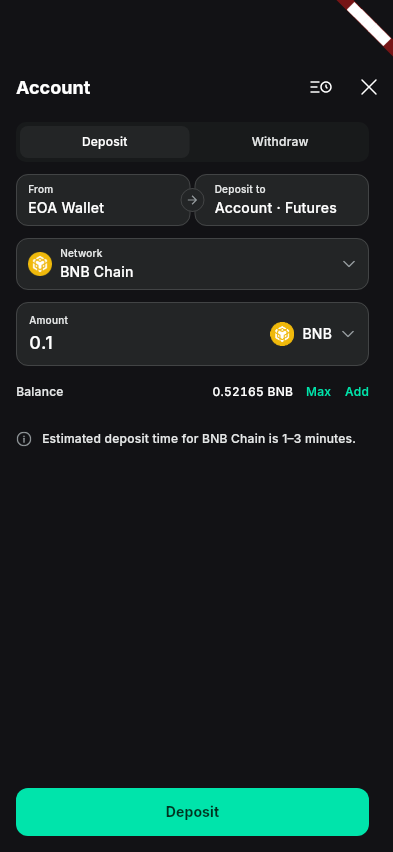 Account
Deposit
Withdraw
From
EOA Wallet
Deposit to
Account · Futures
Network
BNB Chain
Amount
0.1
BNB
Balance
0.52165 BNB Max Add
Estimated deposit time for BNB Chain is 1–3 minutes.
Deposit